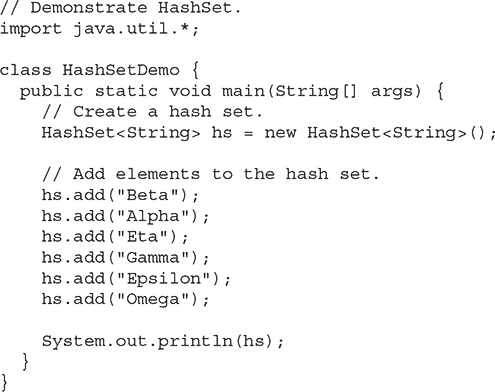 // Demonstrate HashSet.
import java.util.*;

class HashSetDemo {
  public static void main(String[] args) {
    // Create a hash set.
    HashSet<String> hs = new HashSet<String>();

    // Add elements to the hash set.
    hs.add("Beta");
    hs.add("Alpha");
    hs.add("Eta");
    hs.add("Gamma");
    hs.add("Epsilon");
    hs.add("Omega");

    System.out.println(hs);
  }
}